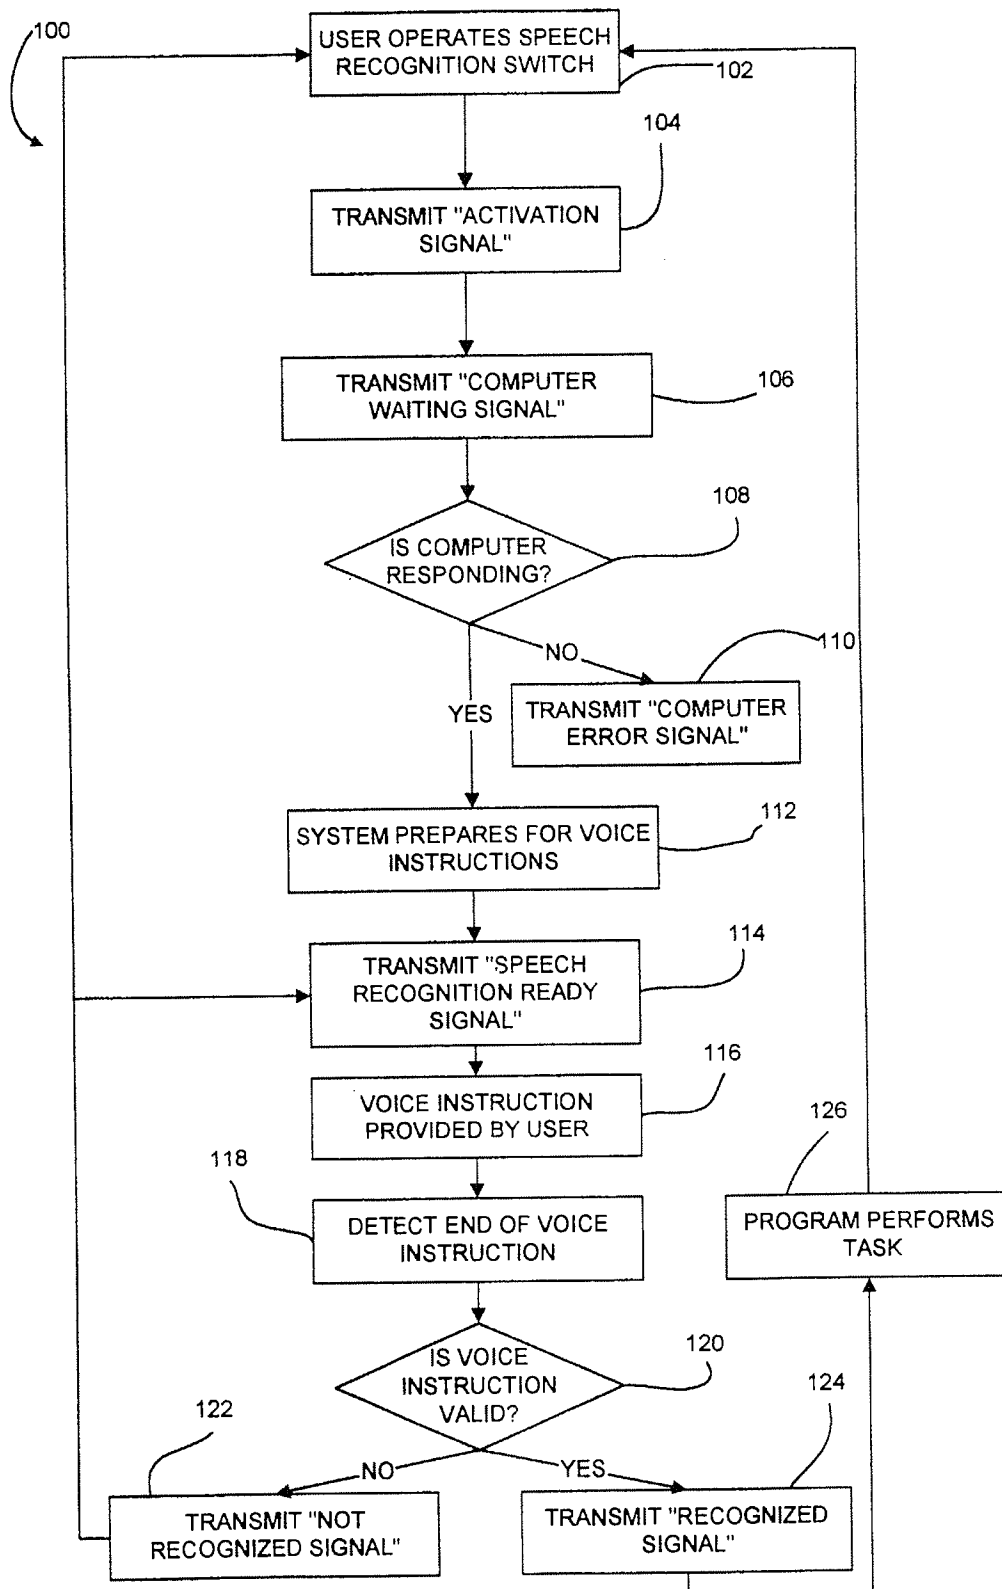 100
USER OPERATES SPEECH
RECOGNITION SWITCH
102
104
TRANSMIT "ACTIVATION
SIGNAL"
TRANSMIT "COMPUTER
WAITING SIGNAL"
106
108
IS COMPUTER
RESPONDING?
NO
110
YES
TRANSMIT "COMPUTER
ERROR SIGNAL"
SYSTEM PREPARES FOR VOICE
INSTRUCTIONS
112
TRANSMIT "SPEECH
RECOGNITION READY
SIGNAL"
114
116
VOICE INSTRUCTION
PROVIDED BY USER
118
126
DETECT END OF VOICE
INSTRUCTION
PROGRAM PERFORMS
TASK
IS VOICE
INSTRUCTION
VALID?
120
122
124
NO
YES
TRANSMIT "NOT
RECOGNIZED SIGNAL"
TRANSMIT "RECOGNIZED
SIGNAL"